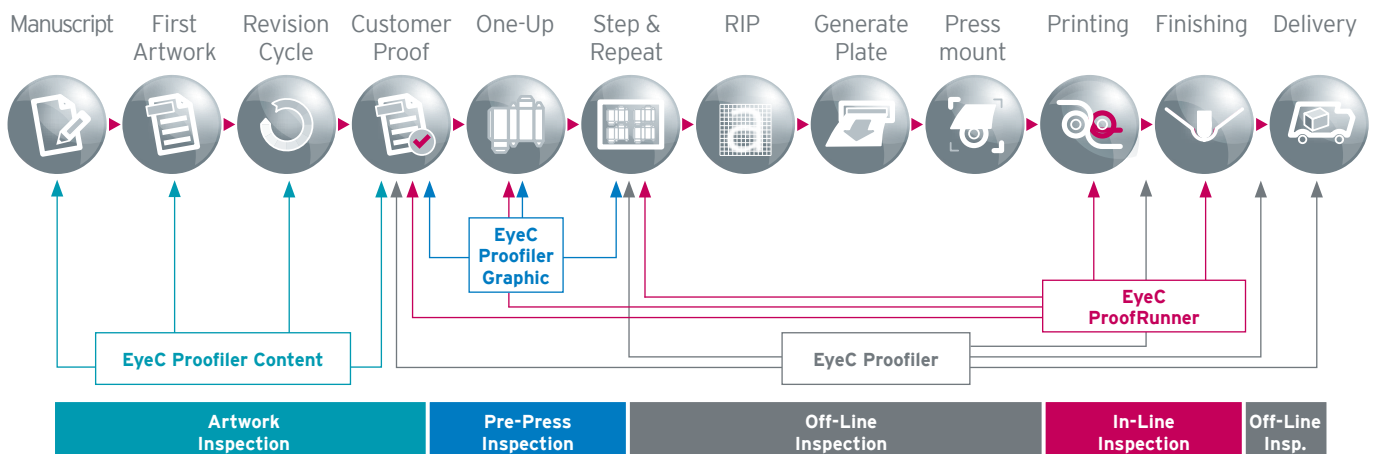 Manuscript
First
Artwork
Revision
Cycle
Customer
Proof
One-Up
Step &
Repeat
RIP
Generate
Plate
Press
mount
Printing
Finishing
Delivery
a
EyeC
Proofiler
Graphic
EyeC
ProofRunner
EyeC Proofiler Content
EyeC Proofiler
Artwork
Inspection
Pre-Press
Inspection
Off-Line
Inspection
In-Line
Inspection
Off-Line
Insp.